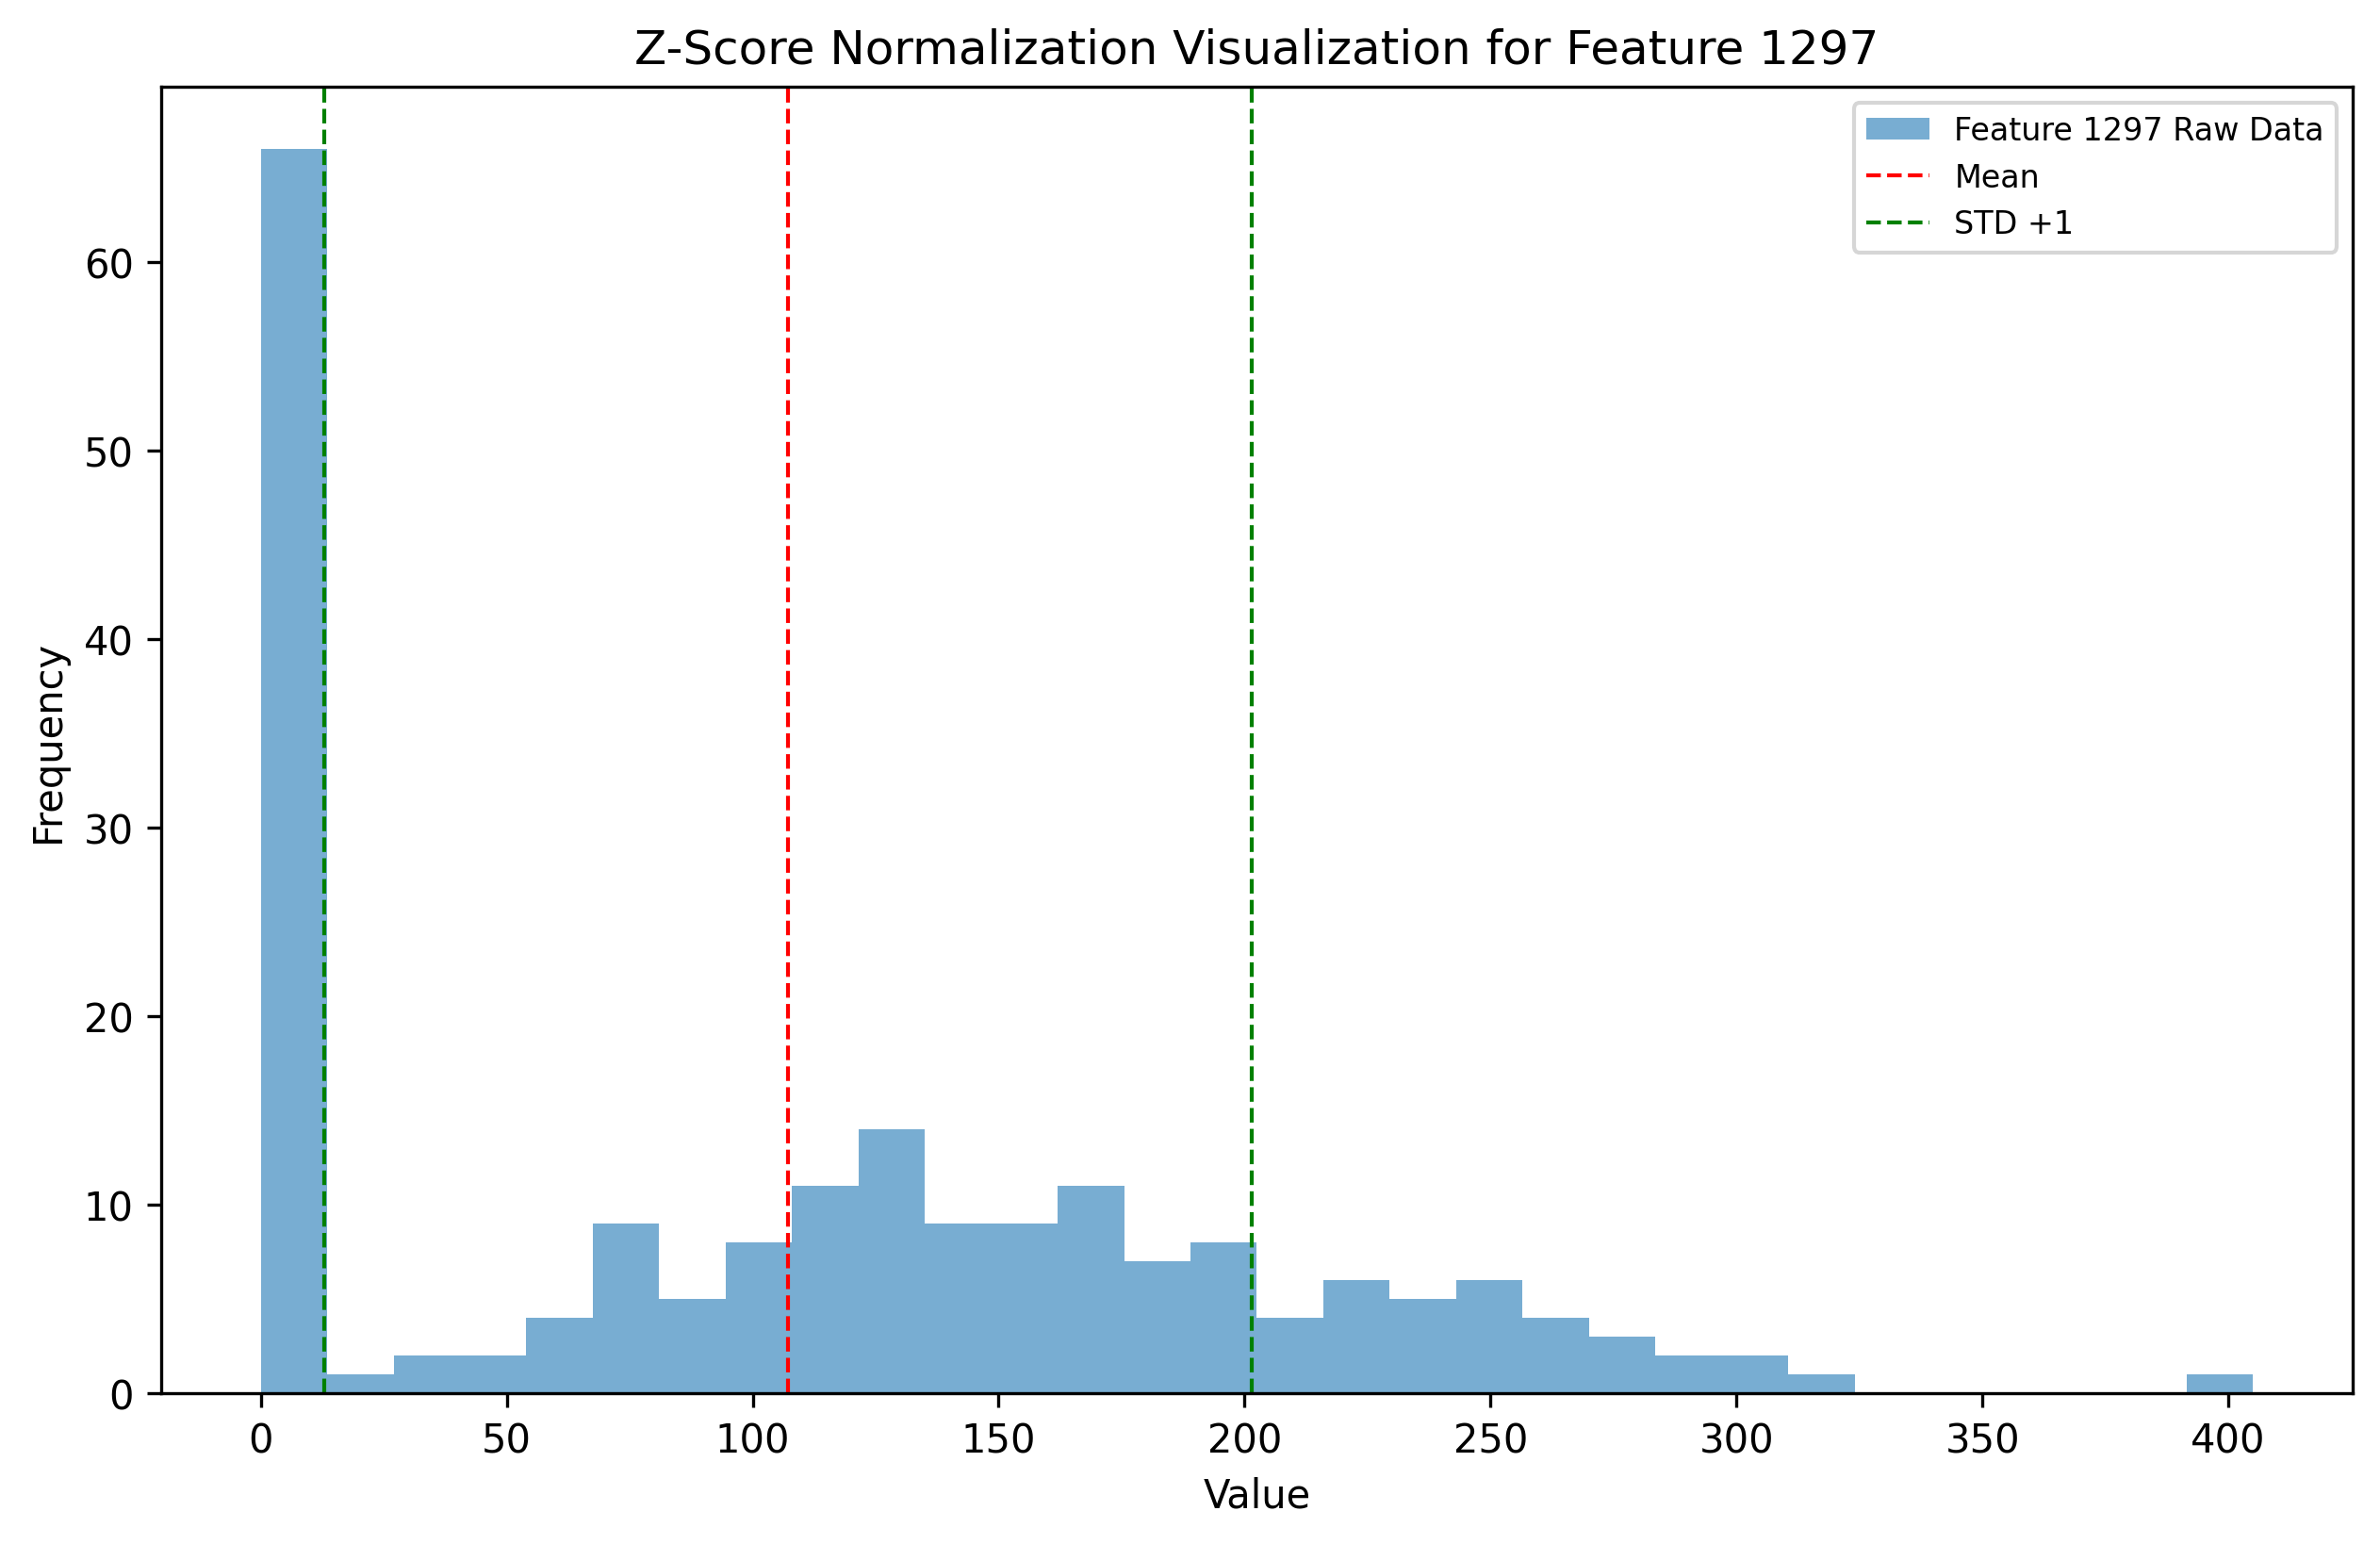 Z-Score Normalization Visualization for Feature 1297
Feature 1297 Raw Data
Mean
STD +1
60
50
40
30
20
10
0
Frequency
0 50 100 150 200 250 300 350 400
Value